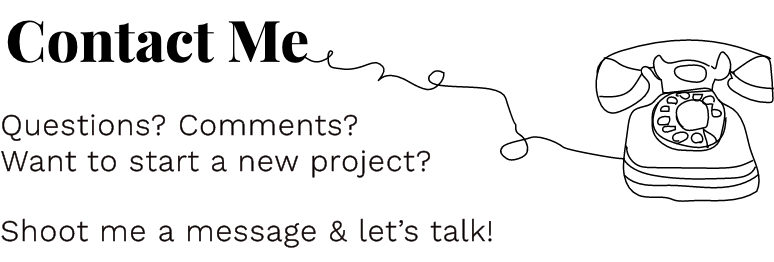 Contact Me
Questions? Comments?
Want to start a new project?
Shoot me a message & let’s talk!